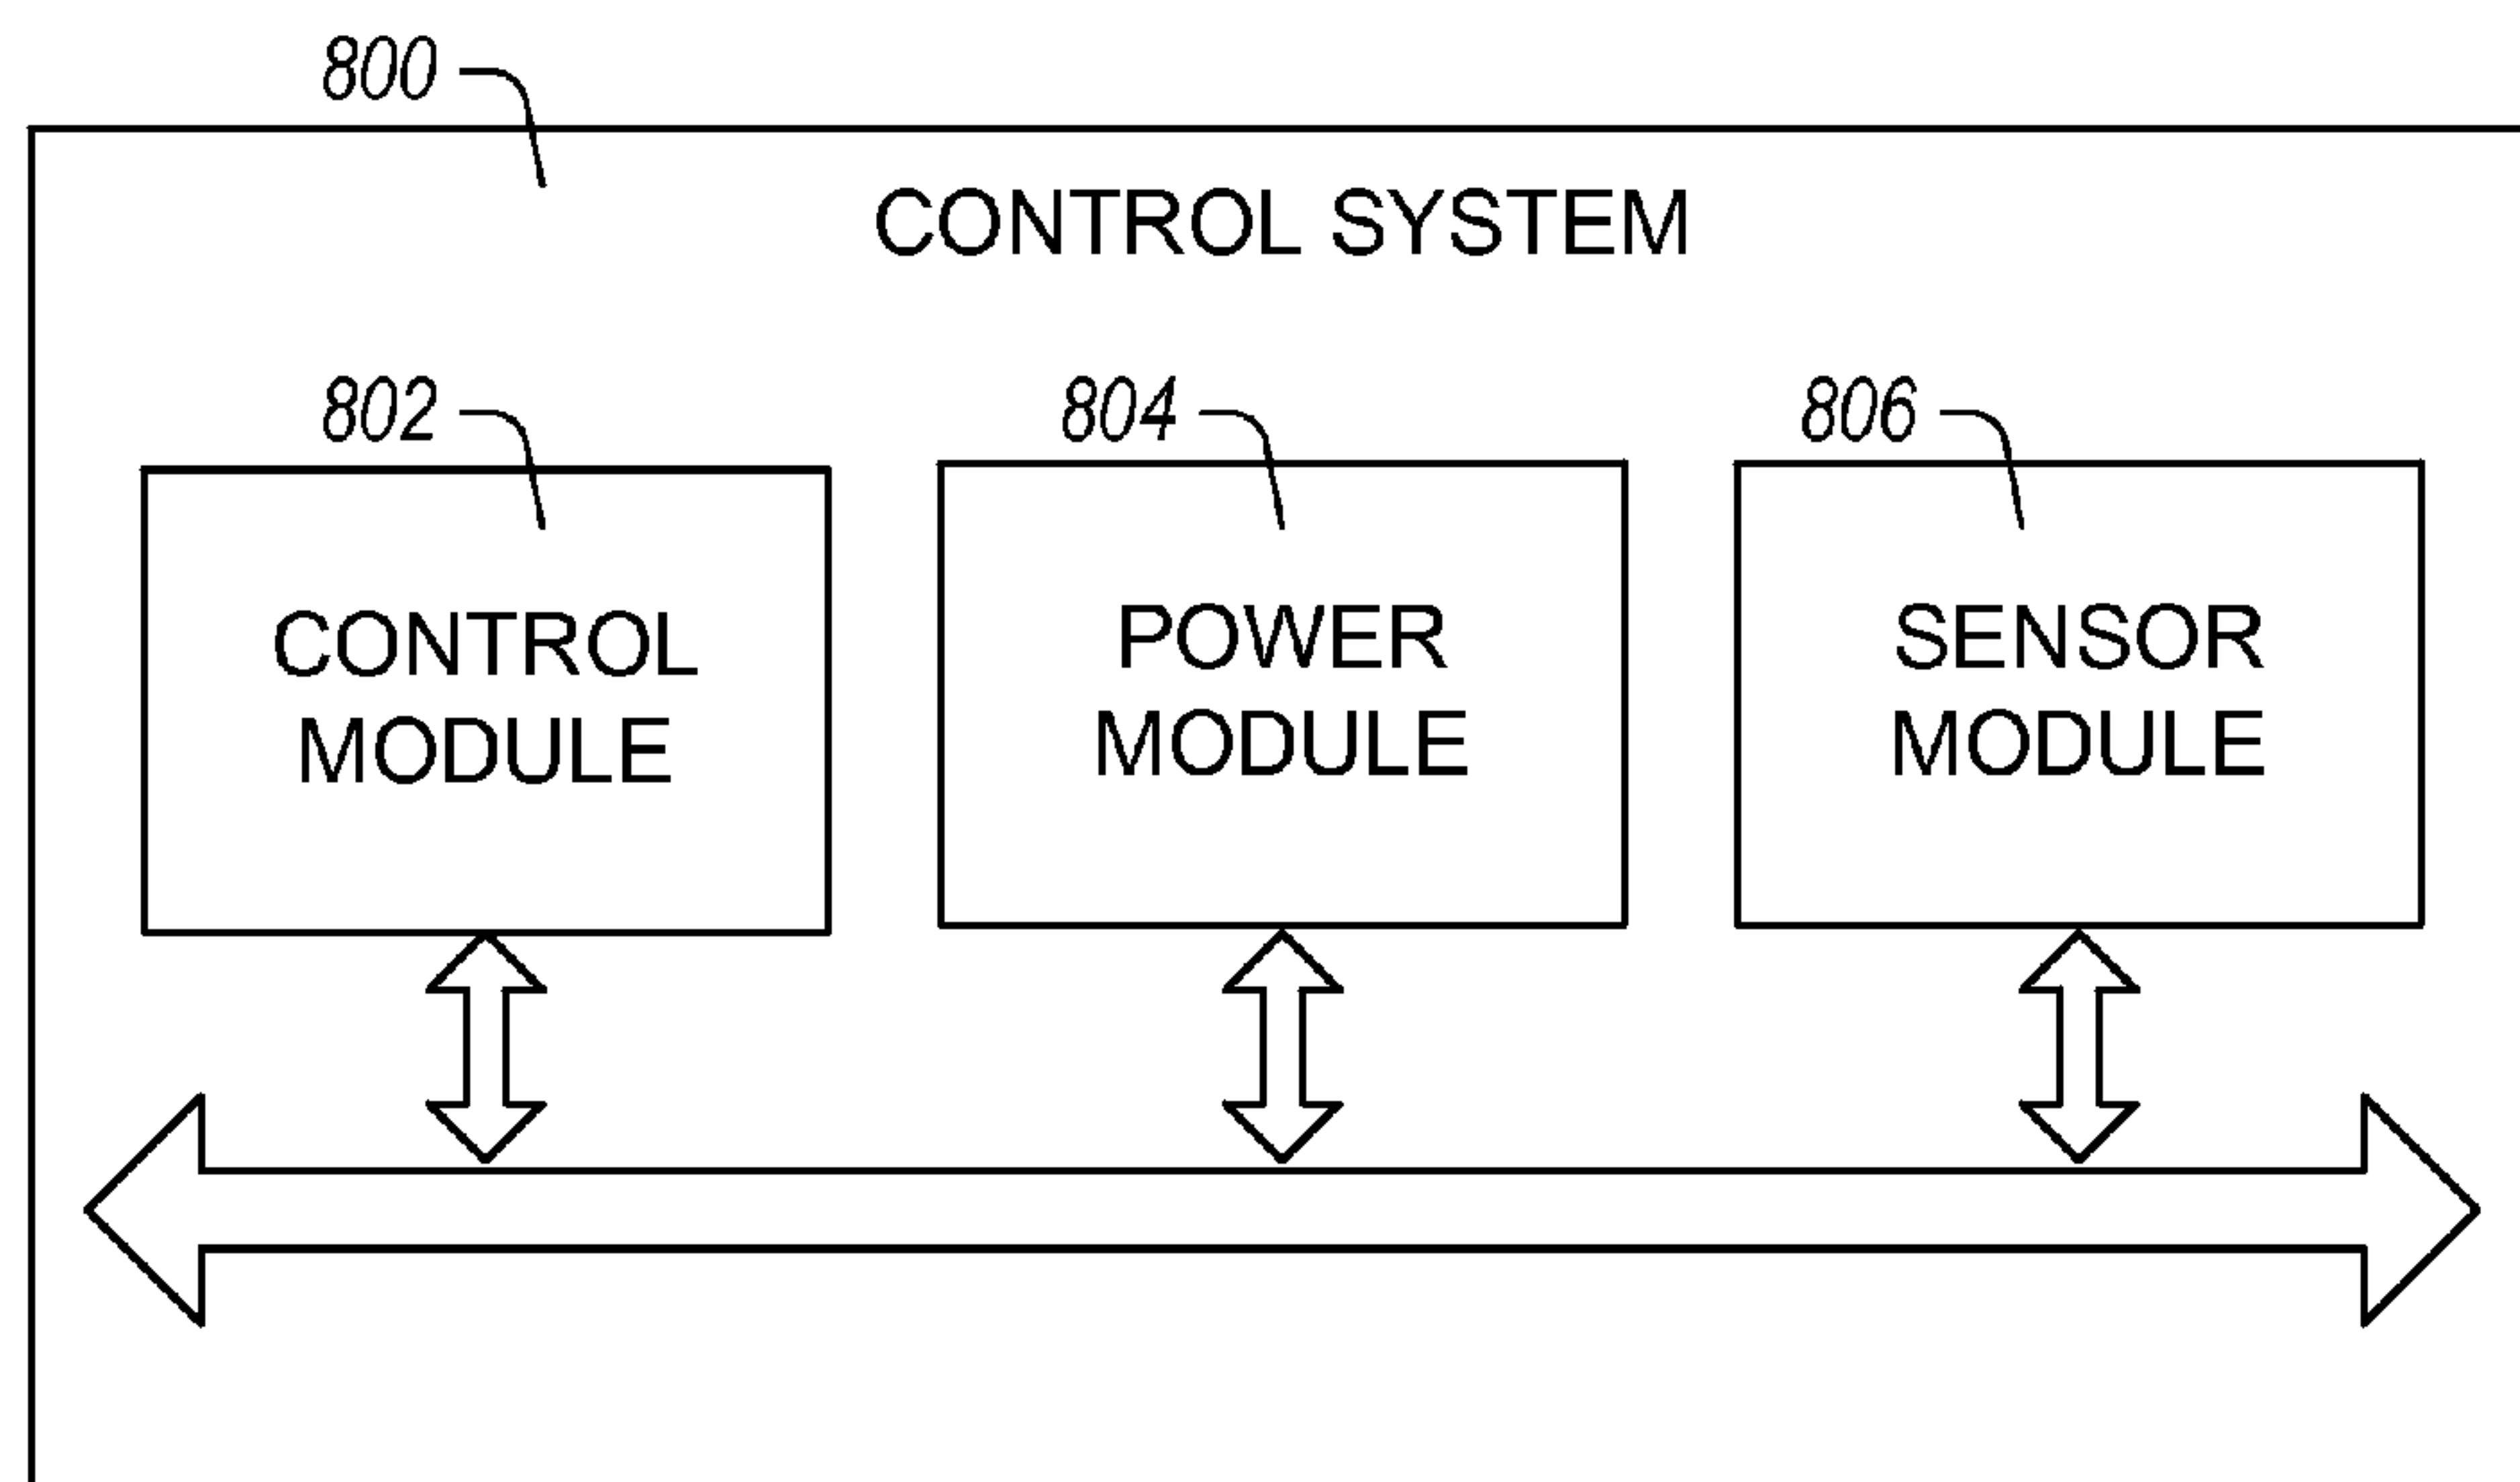 800
CONTROL SYSTEM
802
804
806
CONTROL
MODULE
POWER
MODULE
SENSOR
MODULE